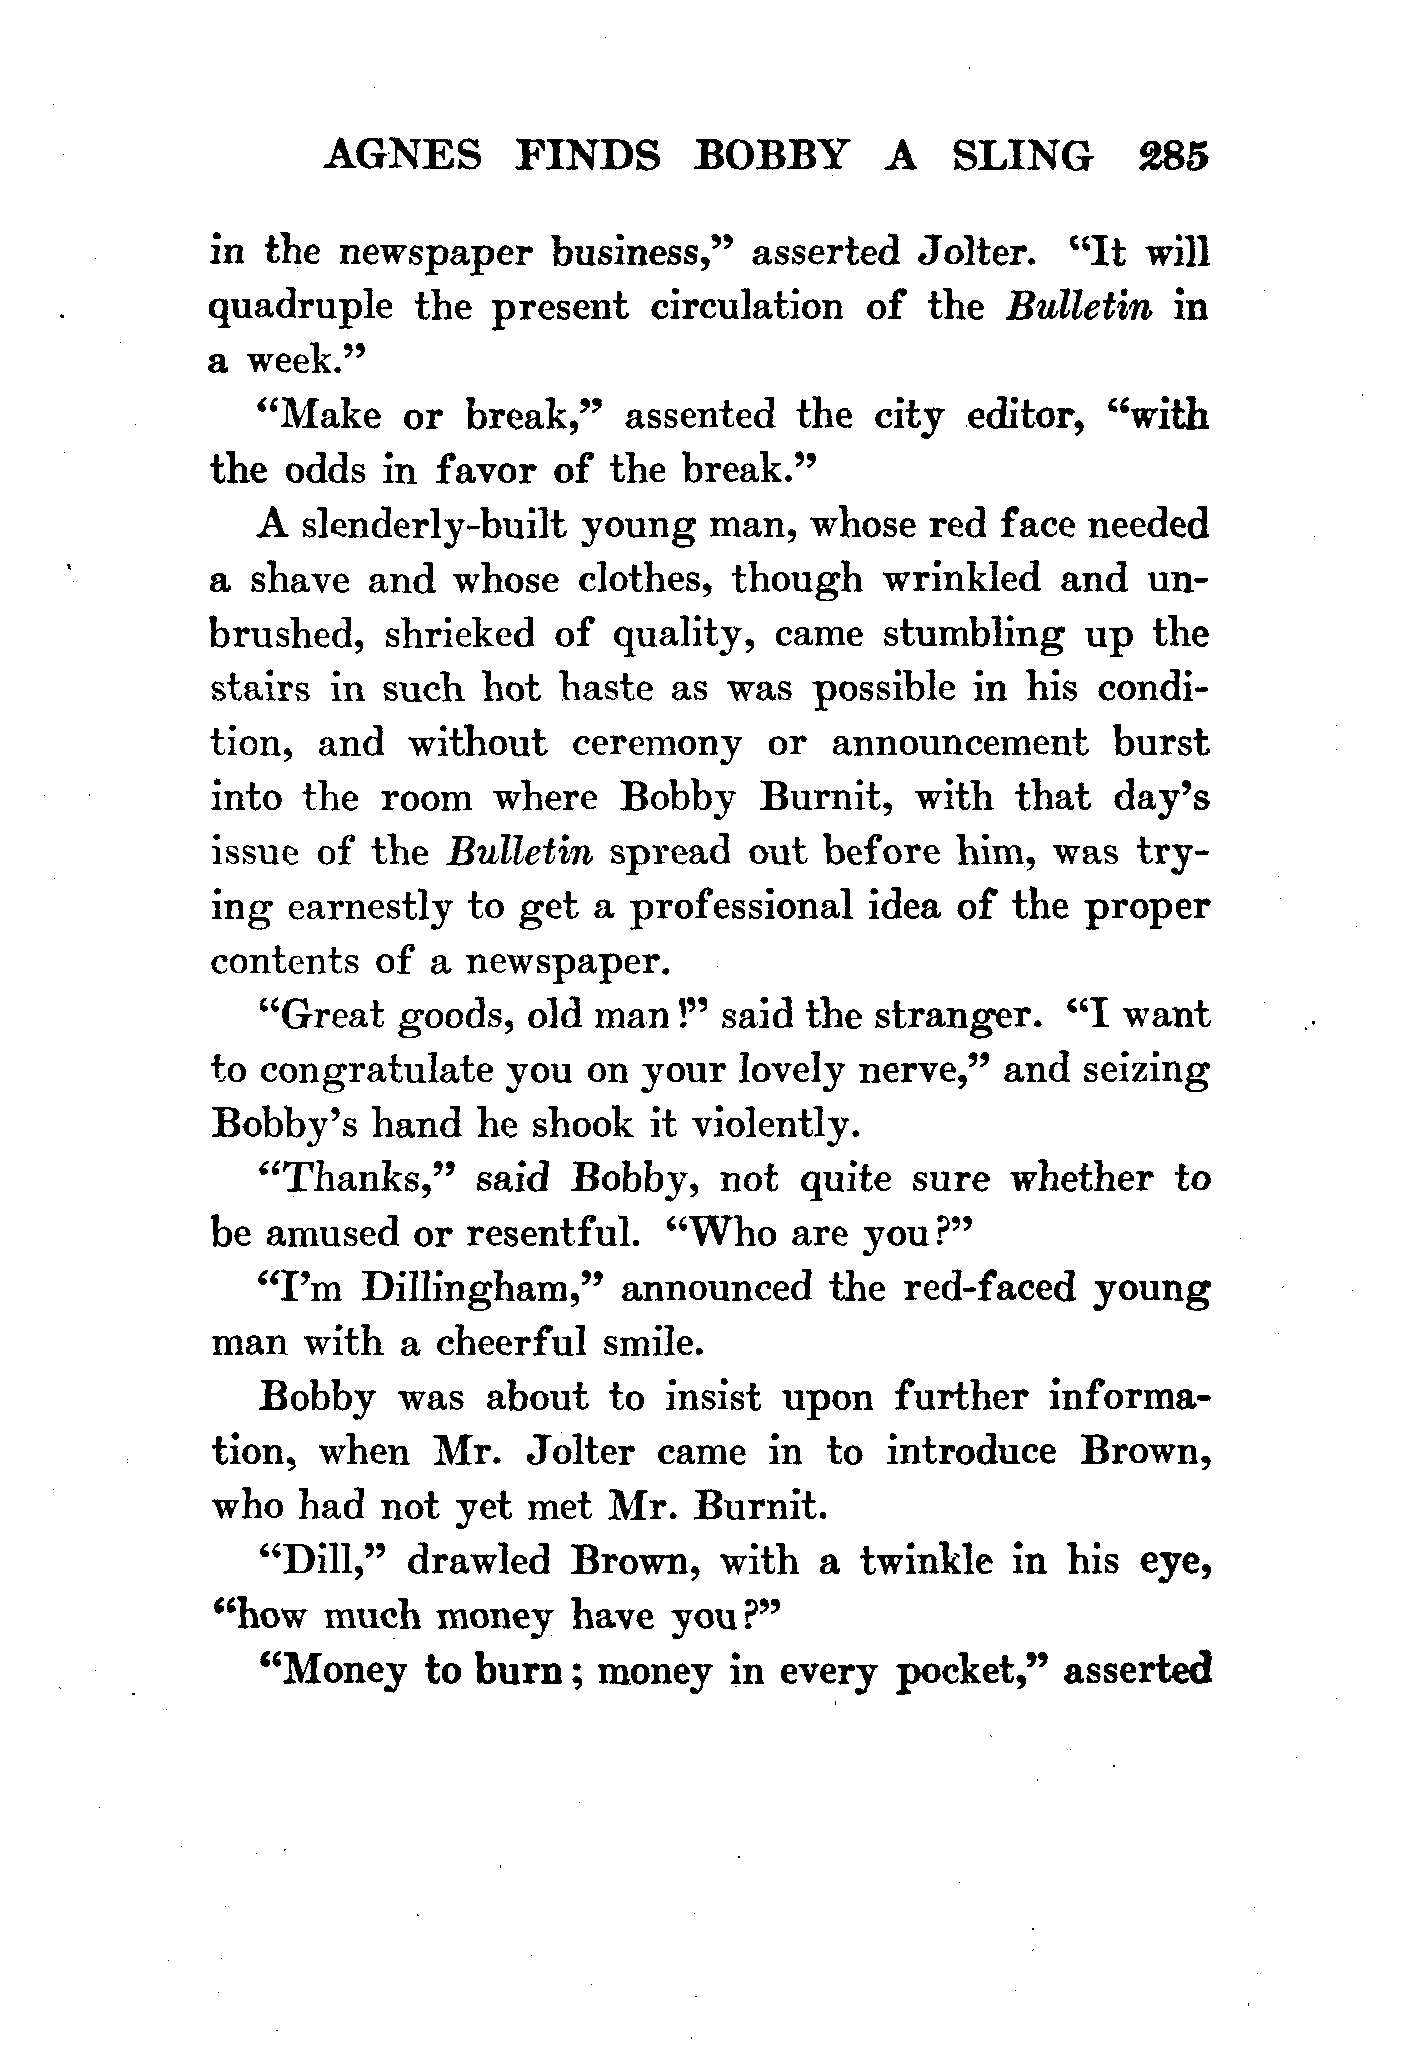 AGNES FINDS BOBBY A SLING 285
in the newspaper business,” asserted Jolter. “It will
quadruple the present circulation of the Bulletin in
a week.”
“Make or break,” assented the city editor, “with
the odds in favor of the break.”
A slenderly-built young man, whose red face needed
a shave and whose clothes, though wrinkled and un-
brushed, shrieked of quality, came stumbling up the
stairs in such hot haste as was possible in his condi-
tion, and without ceremony or announcement burst
into the room where Bobby Burnit, with that day’s
issue of the Bulletin spread out before him, was try-
ing earnestly to get a professional idea of the proper
contents of a newspaper.
“Great goods, old man!” said the stranger. “I want
to congratulate you on your lovely nerve,” and seizing
Bobby’s hand he shook it violently.
“Thanks,” said Bobby, not quite sure whether to
be amused or resentful. “Who are you?”
“I’m Dillingham,” announced the red-faced young
man with a cheerful smile.
Bobby was about to insist upon further informa-
tion, when Mr. Jolter came in to introduce Brown,
who had not yet met Mr. Burnit.
“Dill,” drawled Brown, with a twinkle in his eye,
“how much money have you?”
“Money to burn; money in every pocket,” asserted